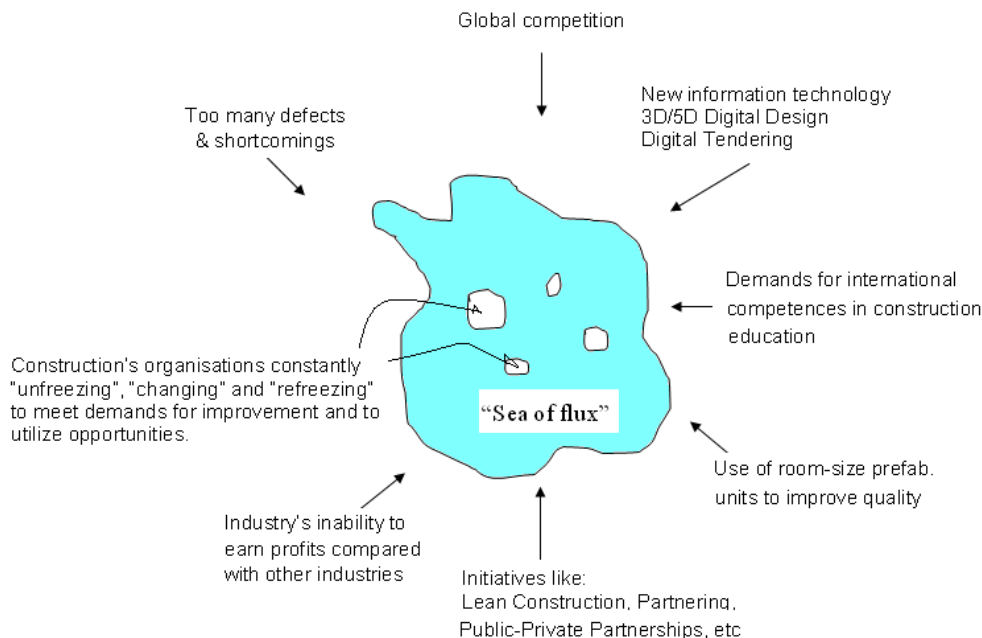 Global competition
New information technology
3D/5D Digital Design
Digital Tendering
Too many defects
& shortcomings
Demands for international
competences in construction
education
Construction's organisations constantly
"unfreezing", "changing" and "refreezing"
to meet demands for improvement and to
utilize opportunities.
“Sea of flux”
Use of room-size prefab.
units to improve quality
Industry's inability to
earn profits compared
with other industries
Initiatives like:
Lean Construction, Partnering,
Public-Private Partnerships, etc